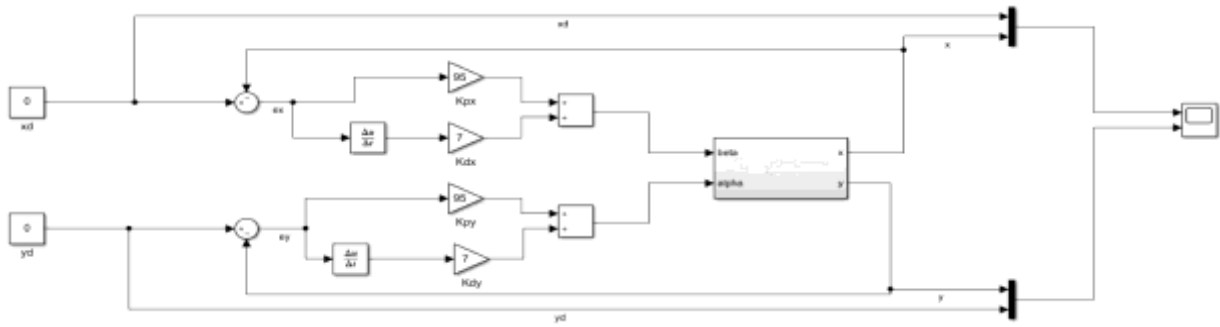 xd
x
0
xd
ex
95
Kpx
Δu
Δt
7
Kdx
+
+
beta
x
alpha
y
0
yd
ey
95
Kpy
Δu
Δt
7
Kdy
+
+
y
yd